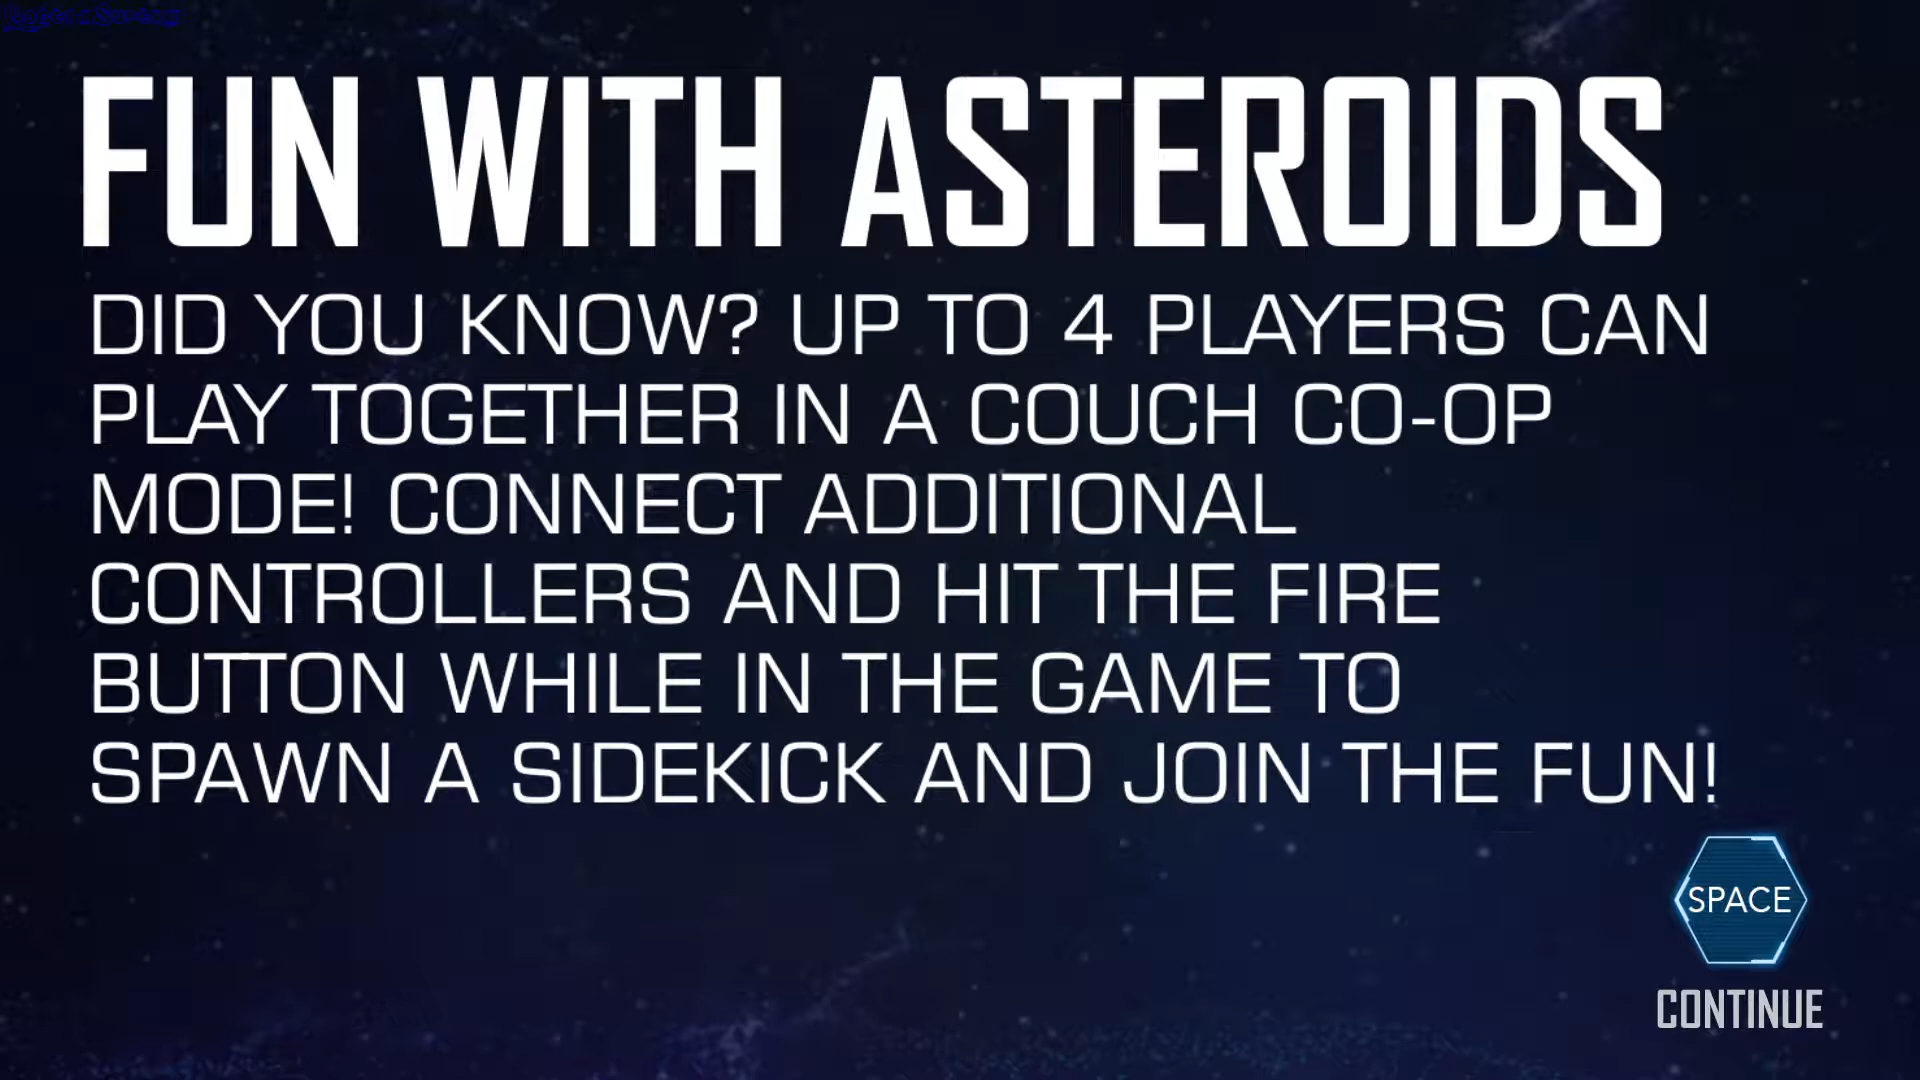 FUN WITH ASTEROIDS
DID YOU KNOW? UP TO 4 PLAYERS CAN
PLAY TOGETHER IN A COUCH CO-OP
MODE! CONNECT ADDITIONAL
CONTROLLERS AND HIT THE FIRE
BUTTON WHILE IN THE GAME TO
SPAWN A SIDEKICK AND JOIN THE FUN!
SPACE
CONTINUE